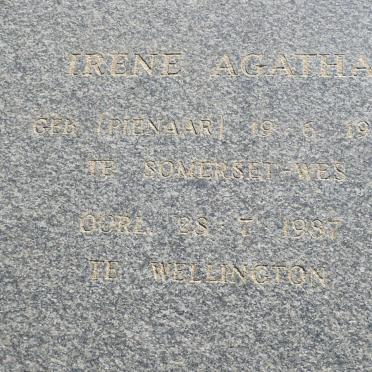 IRENE AGATHA
GEB. (PIENAAR) 19-6-19
TE SOMERSET-WES
OORL. 28-7-1987
TE WELLINGTON